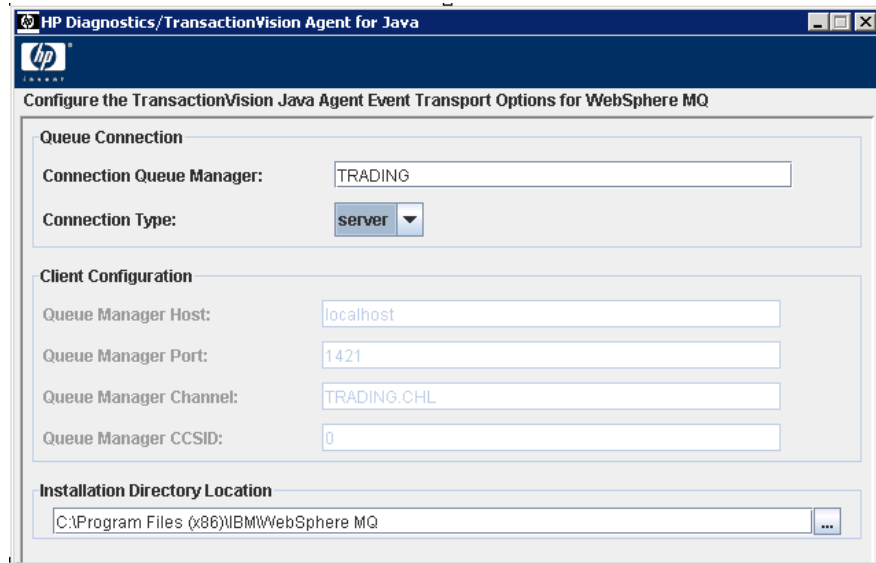 HP Diagnostics/TransactionVision Agent for Java
hp
invent
Configure the TransactionVision Java Agent Event Transport Options for WebSphere MQ
Queue Connection
Connection Queue Manager: TRADING
Connection Type: server
Client Configuration
Queue Manager Host: localhost
Queue Manager Port: 1421
Queue Manager Channel: TRADING.CHL
Queue Manager CCSID: 0
Installation Directory Location
C:\Program Files (x86)\IBM\WebSphere MQ ...